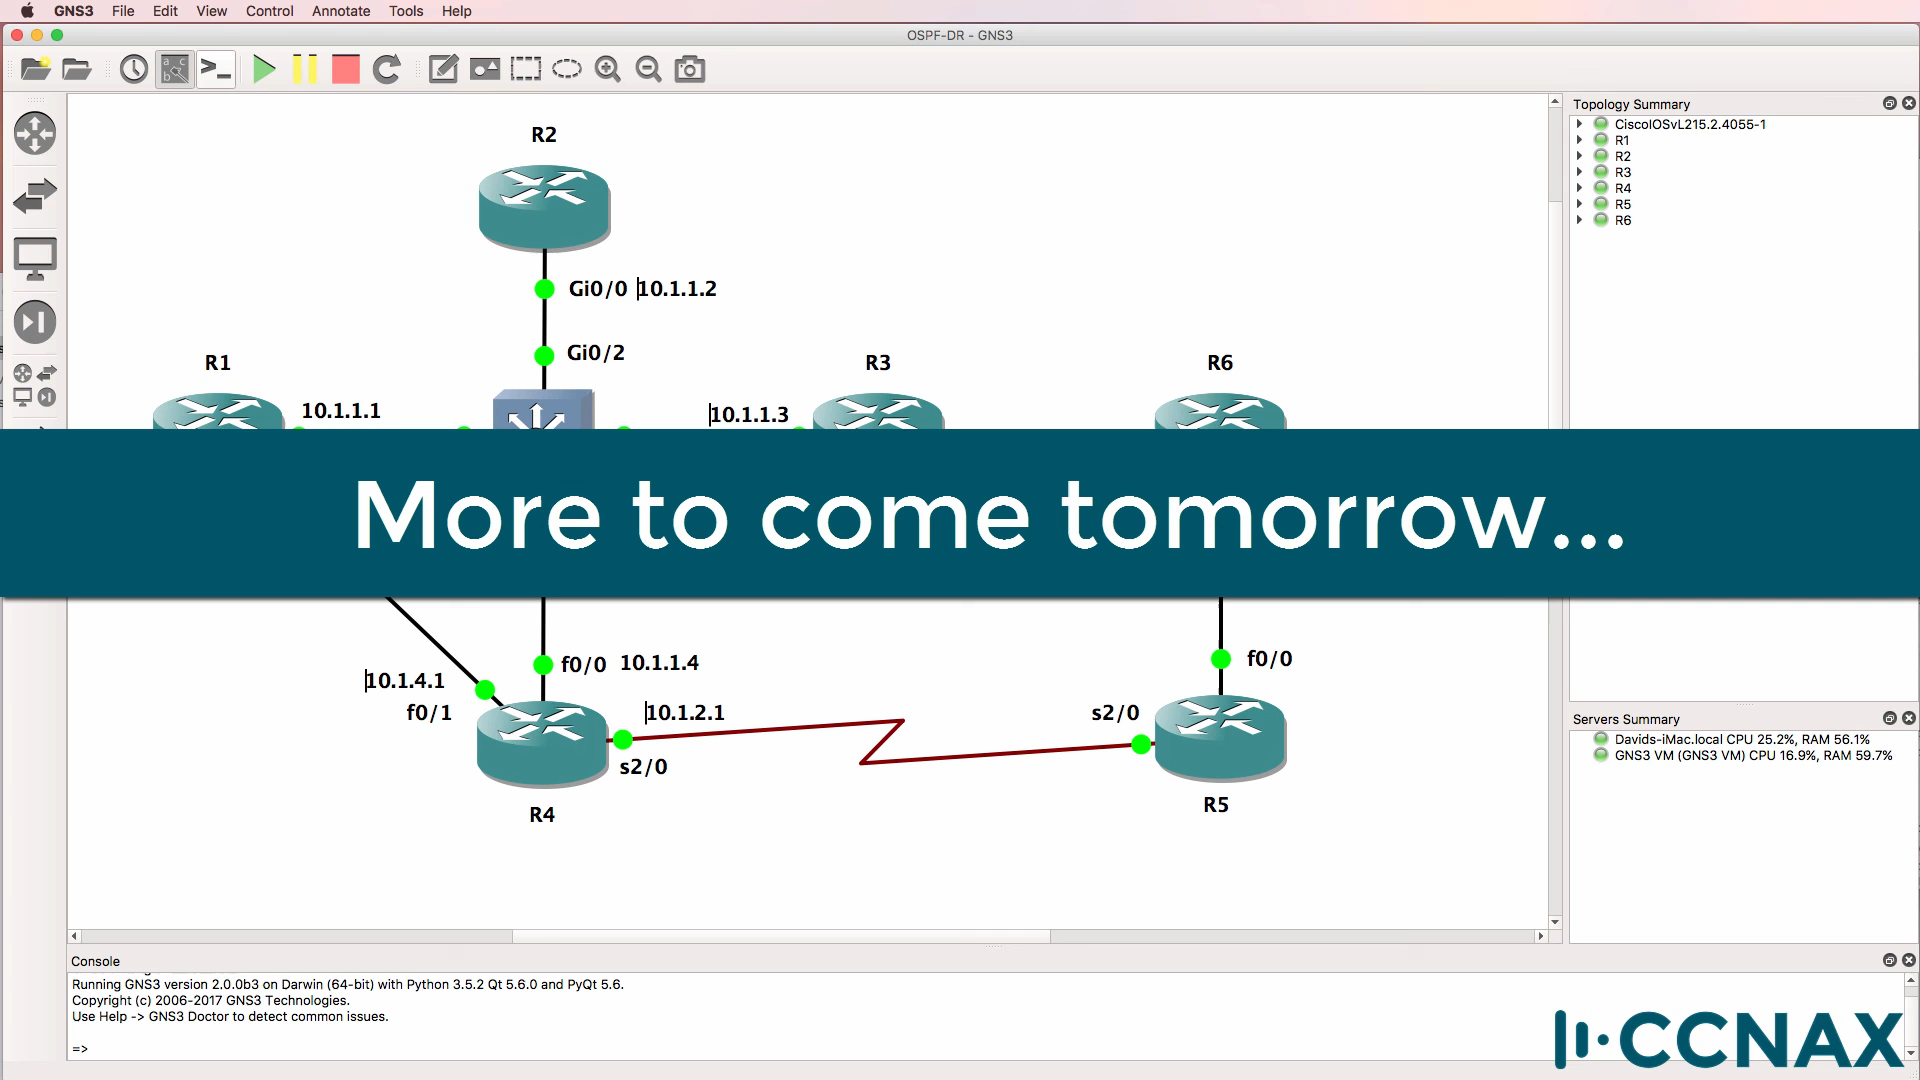 GNS3 File Edit View Control Annotate Tools Help
OSPF-DR - GNS3
Topology Summary
CiscoIOSvL215.2.4055-1
R1
R2
R3
R4
R5
R6
R2
Gi0/0 10.1.1.2
Gi0/2
R1
R3
R6
10.1.1.1
10.1.1.3
More to come tomorrow...
f0/0 10.1.1.4
f0/0
10.1.4.1
f0/1
10.1.2.1
s2/0
s2/0
R4
R5
Servers Summary
Davids-iMac.local CPU 25.2%, RAM 56.1%
GNS3 VM (GNS3 VM) CPU 16.9%, RAM 59.7%
Console
Running GNS3 version 2.0.0b3 on Darwin (64-bit) with Python 3.5.2 Qt 5.6.0 and PyQt 5.6.
Copyright (c) 2006-2017 GNS3 Technologies.
Use Help -> GNS3 Doctor to detect common issues.
=>
CCNAX